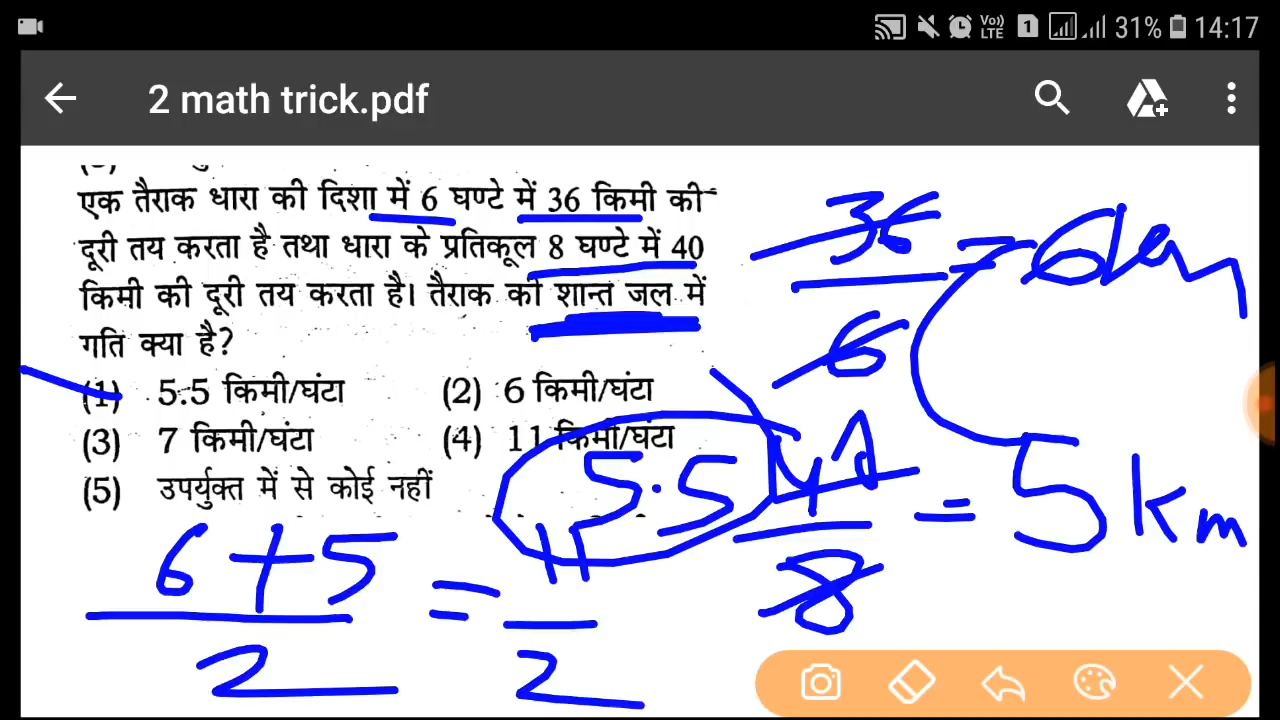 31% 14:17
2 math trick.pdf
एक तैराक धारा की दिशा में 6 घण्टे में 36 किमी की
दूरी तय करता है तथा धारा के प्रतिकूल 8 घण्टे में 40
किमी की दूरी तय करता है। तैराक की शान्त जल में
गति क्या है?
(1) 5.5 किमी/घंटा (2) 6 किमी/घंटा
(3) 7 किमी/घंटा (4) 11 किमी/घंटा
(5) उपर्युक्त में से कोई नहीं
36
6
= 6km
40
8
= 5km
6+5
2
= 11
2
5.5